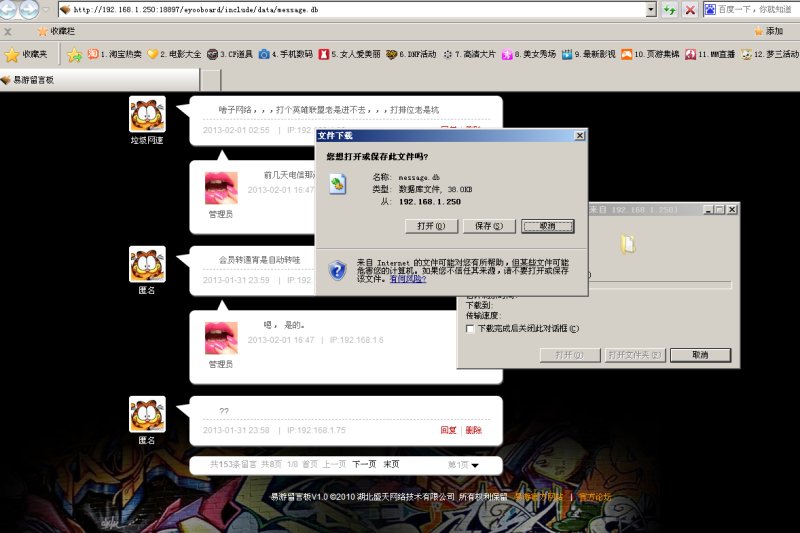 http://192.168.1.250:18897/eyooboard/include/data/message.db
百度一下，你就知道
收藏栏
添加
收藏夹
1.淘宝热卖
2.电影大全
3.CF道具
4.手机数码
5.女人爱美丽
6.DNF活动
7.高清大片
8.美女秀场
9.最新影视
10.页游集锦
11.MM直播
12.梦三活动
易游留言板
啥子网络，，，打个英雄联盟老是进不去，，，打排位老是坑
2013-02-01 02:55 | IP:192
垃圾网速
前几天电信那
2013-02-01 16:47
管理员
会员转通宵是自动转哇
2013-01-31 23:59 | IP:192
匿名
嗯，是的。
2013-02-01 16:47 | IP:192.168.1.6
管理员
??
2013-01-31 23:58 | IP:192.168.1.75
回复 | 删除
匿名
共153条留言 共8页 1/8 首页 上一页 下一页 末页
第1页
易游留言板V1.0 ©2010 湖北盛天网络技术有限公司 所有权利保留 易游官方网站 | 官方论坛
文件下载
您想打开或保存此文件吗?
名称: message.db
类型: 数据库文件, 38.0KB
从: 192.168.1.250
打开(O)
保存(S)
取消
来自 Internet 的文件可能对您有所帮助，但某些文件可能
危害您的计算机。如果您不信任其来源，请不要打开或保存
该文件。有何风险?
来自 192.168.1.250)
下载到:
传输速度:
下载完成后关闭此对话框(C)
打开(O)
打开文件夹(F)
取消